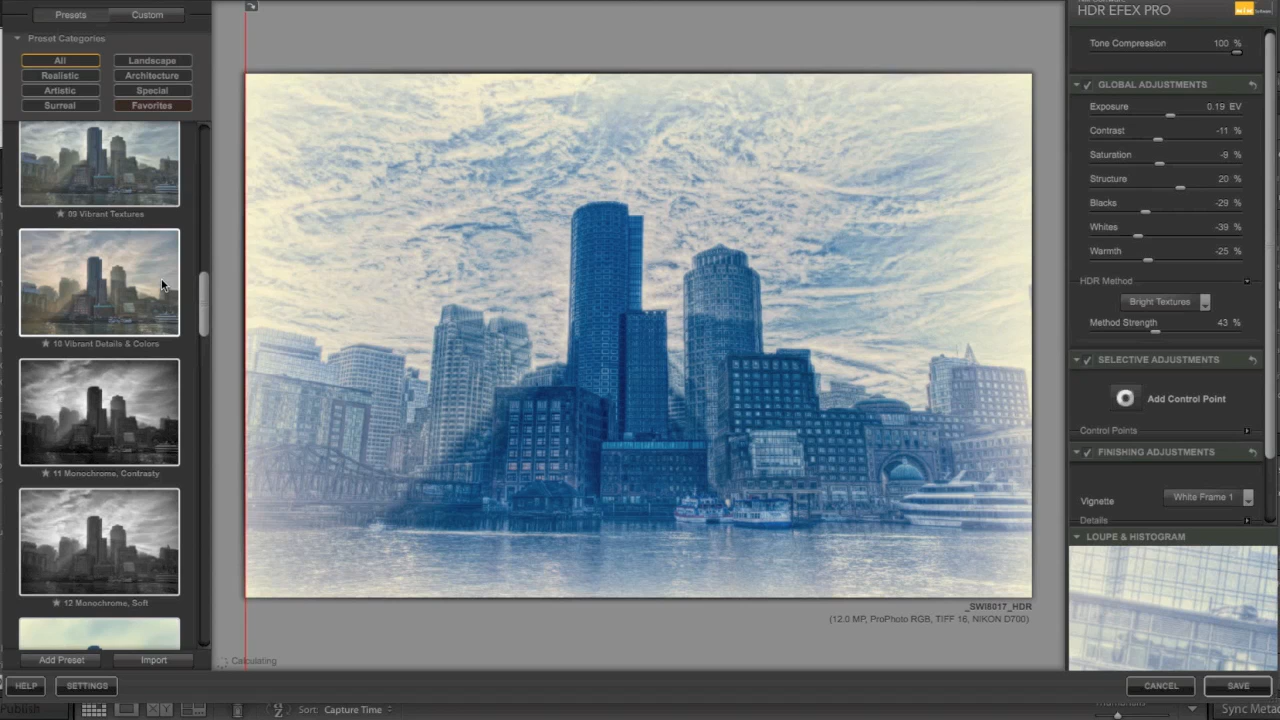 Presets Custom
Preset Categories
All Landscape
Realistic Architecture
Artistic Special
Surreal Favorites
★ 09 Vibrant Textures
★ 10 Vibrant Details & Colors
★ 11 Monochrome, Contrasty
★ 12 Monochrome, Soft
Add Preset Import
HELP SETTINGS
Publish
Sort: Capture Time
Calculating
_SWI8017_HDR
(12.0 MP, ProPhoto RGB, TIFF 16, NIKON D700)
HDR EFEX PRO
Tone Compression 100 %
GLOBAL ADJUSTMENTS
Exposure 0.19 EV
Contrast -11 %
Saturation -9 %
Structure 20 %
Blacks -29 %
Whites -39 %
Warmth -25 %
HDR Method
Bright Textures
Method Strength 43 %
SELECTIVE ADJUSTMENTS
Add Control Point
Control Points
FINISHING ADJUSTMENTS
Vignette White Frame 1
Details
LOUPE & HISTOGRAM
CANCEL SAVE
Sync Metad